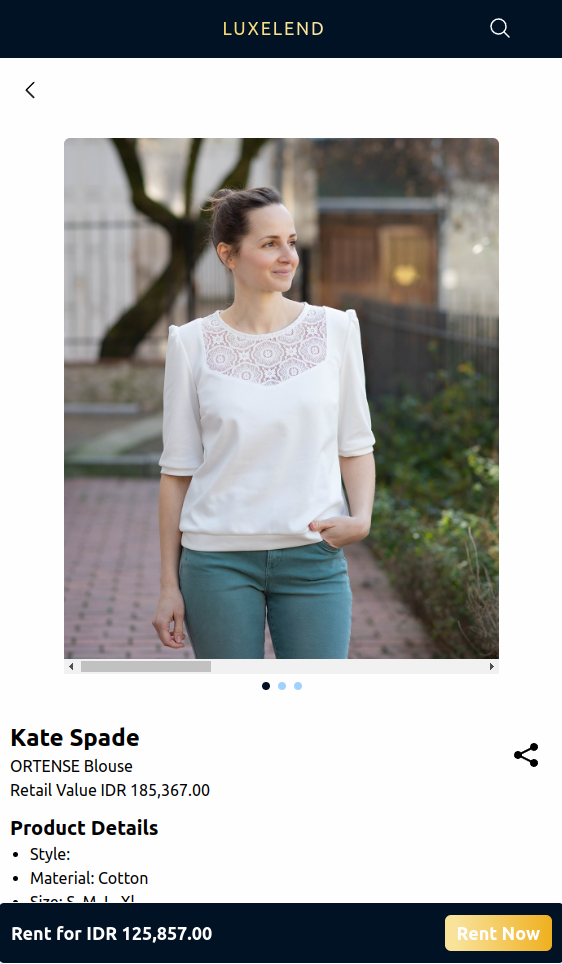 LUXELEND
Kate Spade
ORTENSE Blouse
Retail Value IDR 185,367.00
Product Details
Style:
Material: Cotton
Size: S, M, L, Xl
Rent for IDR 125,857.00
Rent Now